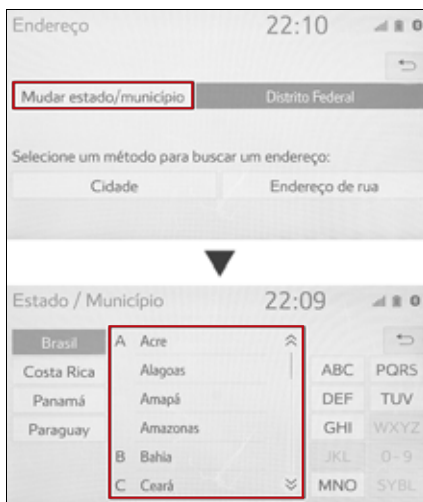 Endereço 22:10
Mudar estado/município Distrito Federal
Selecione um método para buscar um endereço:
Cidade Endereço de rua
Estado / Município 22:09
Brasil A Acre
Costa Rica Alagoas ABC PQRS
Panamá Amapá DEF TUV
Paraguay Amazonas GHI WXYZ
B Bahia JKL 0-9
C Ceará MNO SYBL